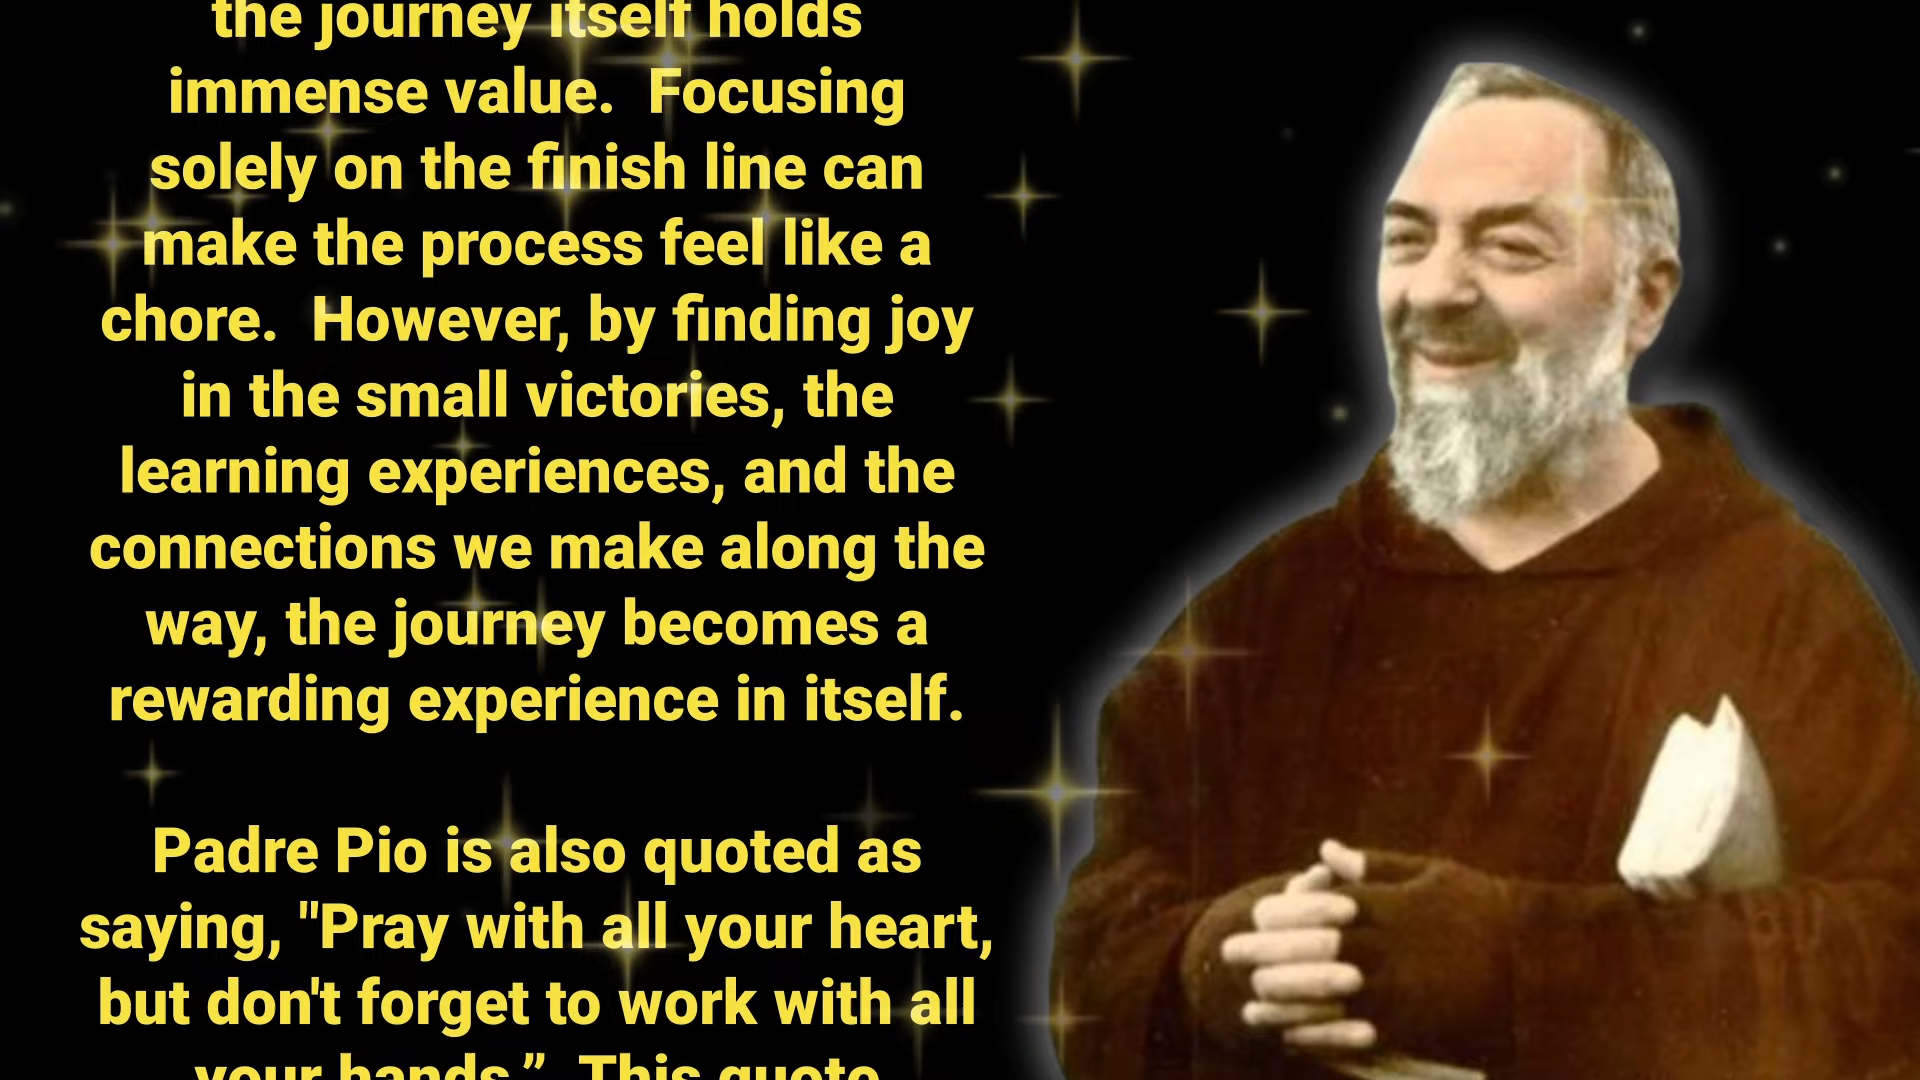 the journey itself holds
immense value.  Focusing
solely on the finish line can
make the process feel like a
chore.  However, by finding joy
in the small victories, the
learning experiences, and the
connections we make along the
way, the journey becomes a
rewarding experience in itself.
Padre Pio is also quoted as
saying, "Pray with all your heart,
but don't forget to work with all
your hands.”  This quote